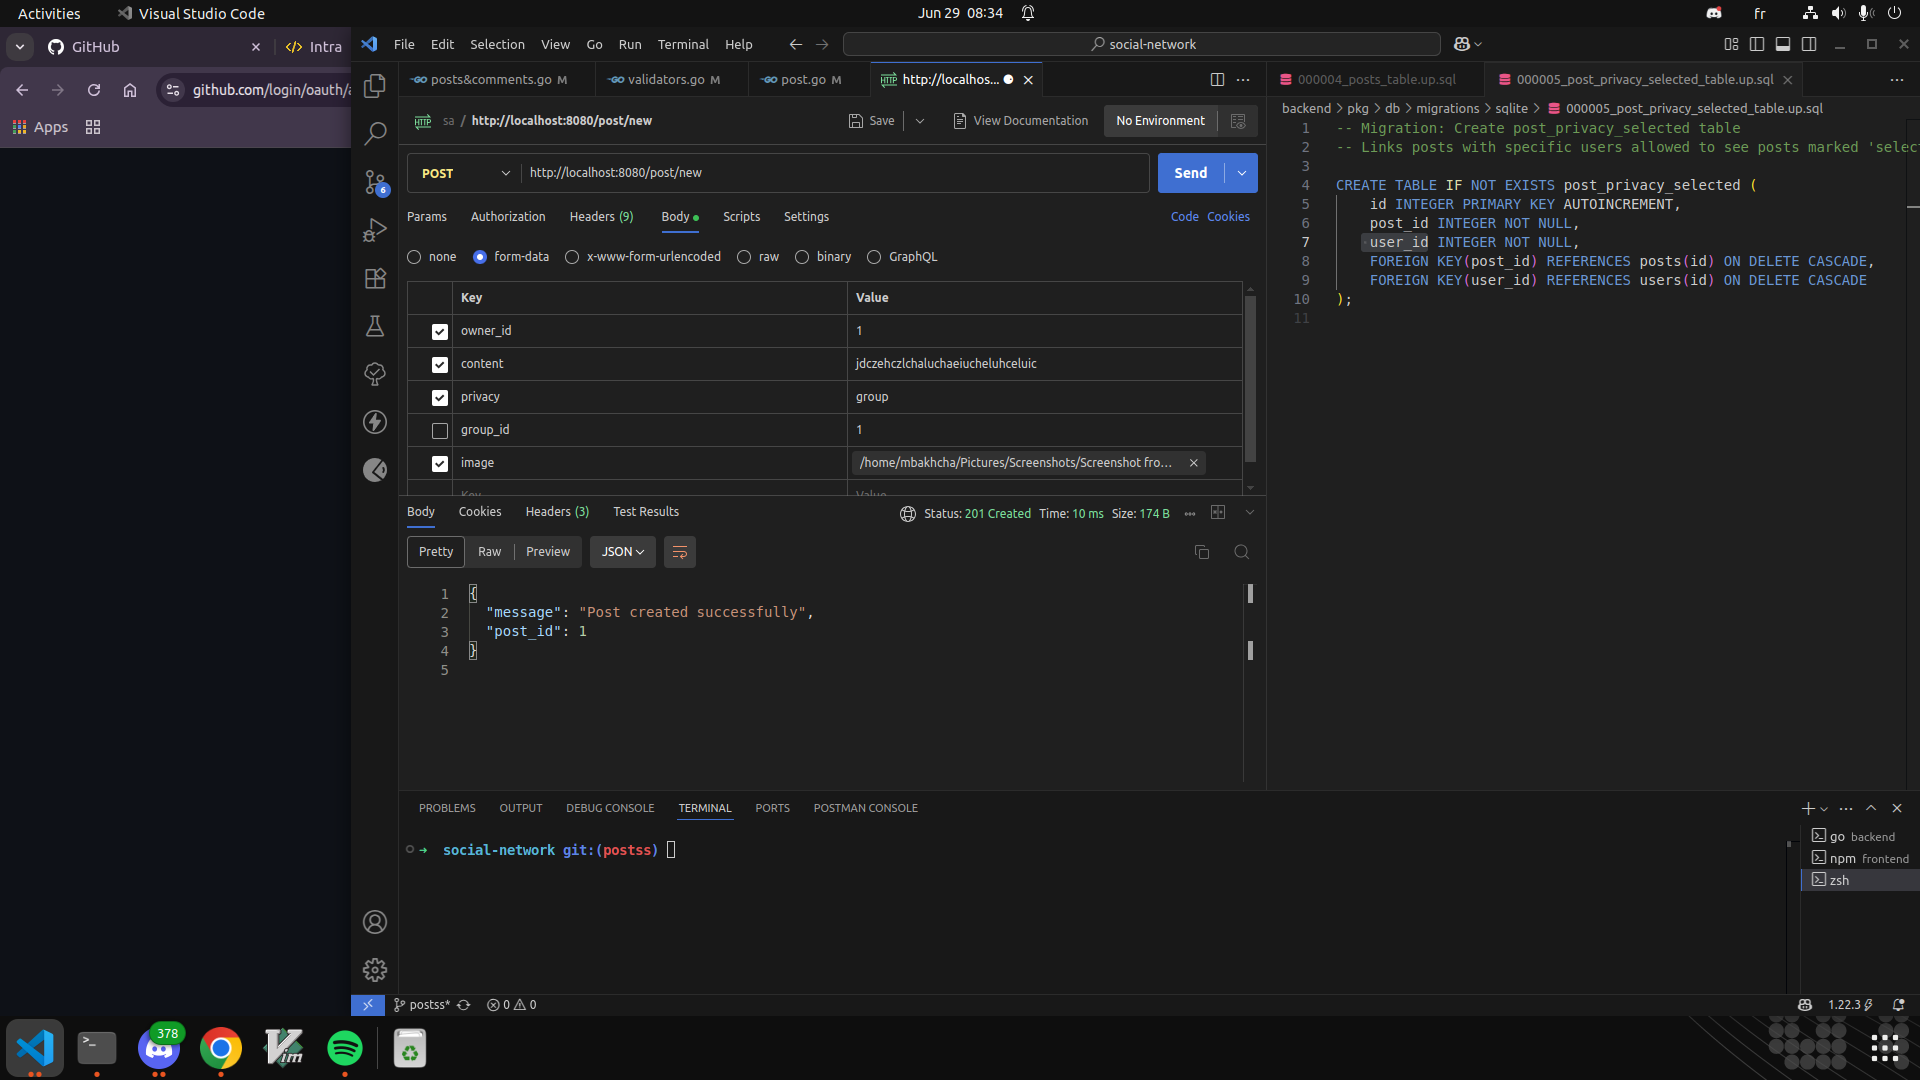 Activities
Visual Studio Code
Jun 29 08:34
fr
GitHub
Intra
github.com/login/oauth/a
Apps
File Edit Selection View Go Run Terminal Help
social-network
posts&comments.go M
validators.go M
post.go M
http://localhos...
000004_posts_table.up.sql
000005_post_privacy_selected_table.up.sql
sa / http://localhost:8080/post/new
Save
View Documentation
No Environment
backend > pkg > db > migrations > sqlite > 000005_post_privacy_selected_table.up.sql
POST
http://localhost:8080/post/new
Send
Params Authorization Headers (9) Body Scripts Settings
Code Cookies
none form-data x-www-form-urlencoded raw binary GraphQL
Key Value
owner_id 1
content jdczehczlchaluchaeiucheluhceluic
privacy group
group_id 1
image /home/mbakhcha/Pictures/Screenshots/Screenshot fro...
Key Value
1 -- Migration: Create post_privacy_selected table
2 -- Links posts with specific users allowed to see posts marked 'select
3
4 CREATE TABLE IF NOT EXISTS post_privacy_selected (
5 id INTEGER PRIMARY KEY AUTOINCREMENT,
6 post_id INTEGER NOT NULL,
7 user_id INTEGER NOT NULL,
8 FOREIGN KEY(post_id) REFERENCES posts(id) ON DELETE CASCADE,
9 FOREIGN KEY(user_id) REFERENCES users(id) ON DELETE CASCADE
10 );
11
Body Cookies Headers (3) Test Results
Status: 201 Created Time: 10 ms Size: 174 B
Pretty Raw Preview JSON
1 {
2 "message": "Post created successfully",
3 "post_id": 1
4 }
5
PROBLEMS OUTPUT DEBUG CONSOLE TERMINAL PORTS POSTMAN CONSOLE
social-network git:(postss)
go backend
npm frontend
zsh
6
postss*
0 0
1.22.3
378
Vim